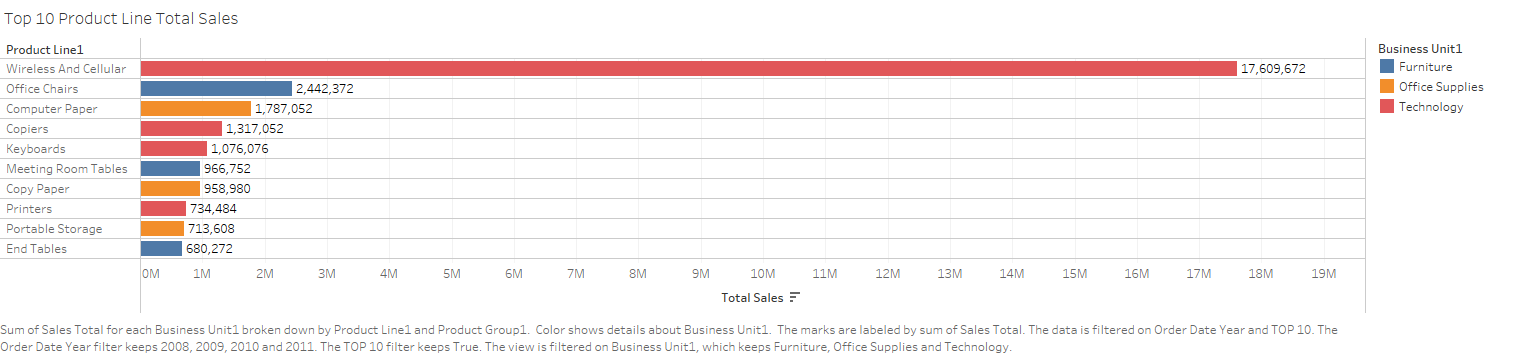 Top 10 Product Line Total Sales
Product Line1
Wireless And Cellular 17,609,672
Office Chairs 2,442,372
Computer Paper 1,787,052
Copiers 1,317,052
Keyboards 1,076,076
Meeting Room Tables 966,752
Copy Paper 958,980
Printers 734,484
Portable Storage 713,608
End Tables 680,272
0M 1M 2M 3M 4M 5M 6M 7M 8M 9M 10M 11M 12M 13M 14M 15M 16M 17M 18M 19M
Total Sales
Business Unit1
Furniture
Office Supplies
Technology
Sum of Sales Total for each Business Unit1 broken down by Product Line1 and Product Group1. Color shows details about Business Unit1. The marks are labeled by sum of Sales Total. The data is filtered on Order Date Year and TOP 10. The
Order Date Year filter keeps 2008, 2009, 2010 and 2011. The TOP 10 filter keeps True. The view is filtered on Business Unit1, which keeps Furniture, Office Supplies and Technology.